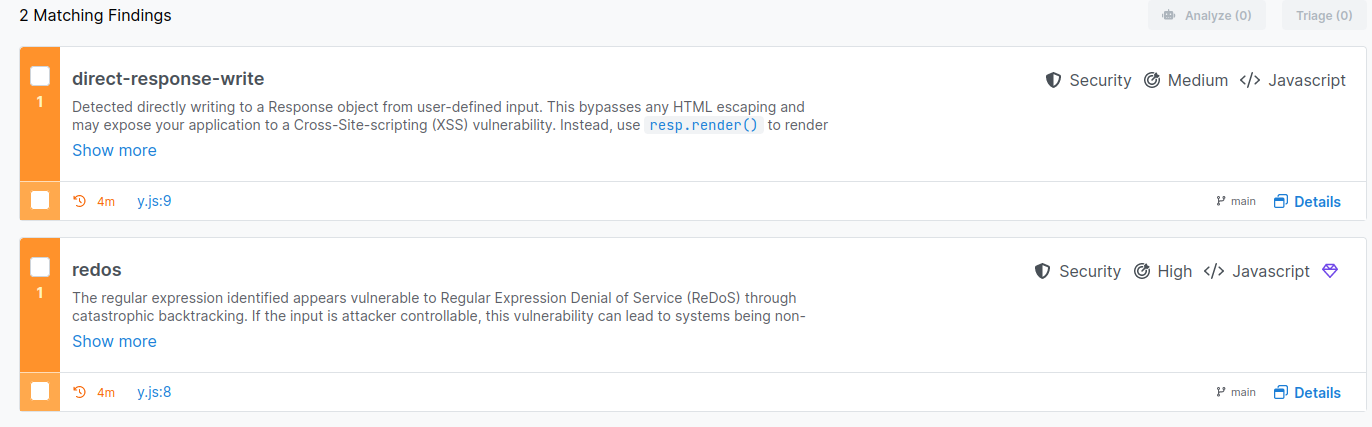 2 Matching Findings
Analyze (0)
Triage (0)
direct-response-write
Security
Medium
Javascript
1
Detected directly writing to a Response object from user-defined input. This bypasses any HTML escaping and
may expose your application to a Cross-Site-scripting (XSS) vulnerability. Instead, use resp.render() to render
Show more
4m
y.js:9
main
Details
redos
Security
High
Javascript
1
The regular expression identified appears vulnerable to Regular Expression Denial of Service (ReDoS) through
catastrophic backtracking. If the input is attacker controllable, this vulnerability can lead to systems being non-
Show more
4m
y.js:8
main
Details